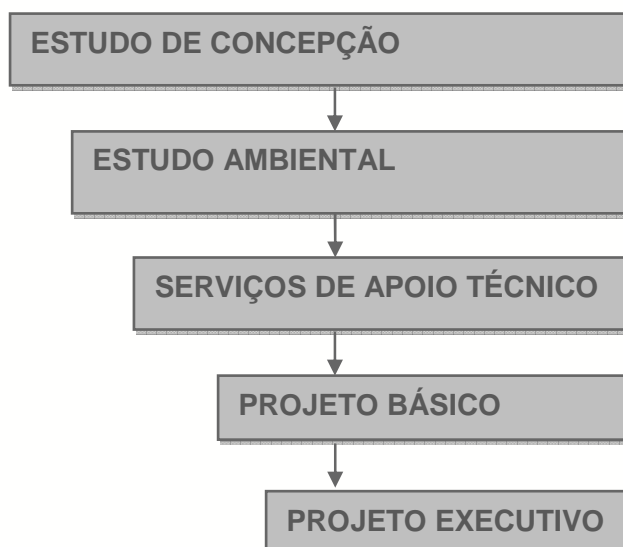 ESTUDO DE CONCEPÇÃO
ESTUDO AMBIENTAL
SERVIÇOS DE APOIO TÉCNICO
PROJETO BÁSICO
PROJETO EXECUTIVO